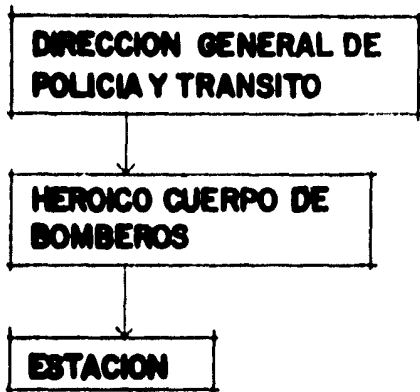 DIRECCION GENERAL DE
POLICIA Y TRANSITO
HEROICO CUERPO DE
BOMBEROS
ESTACION